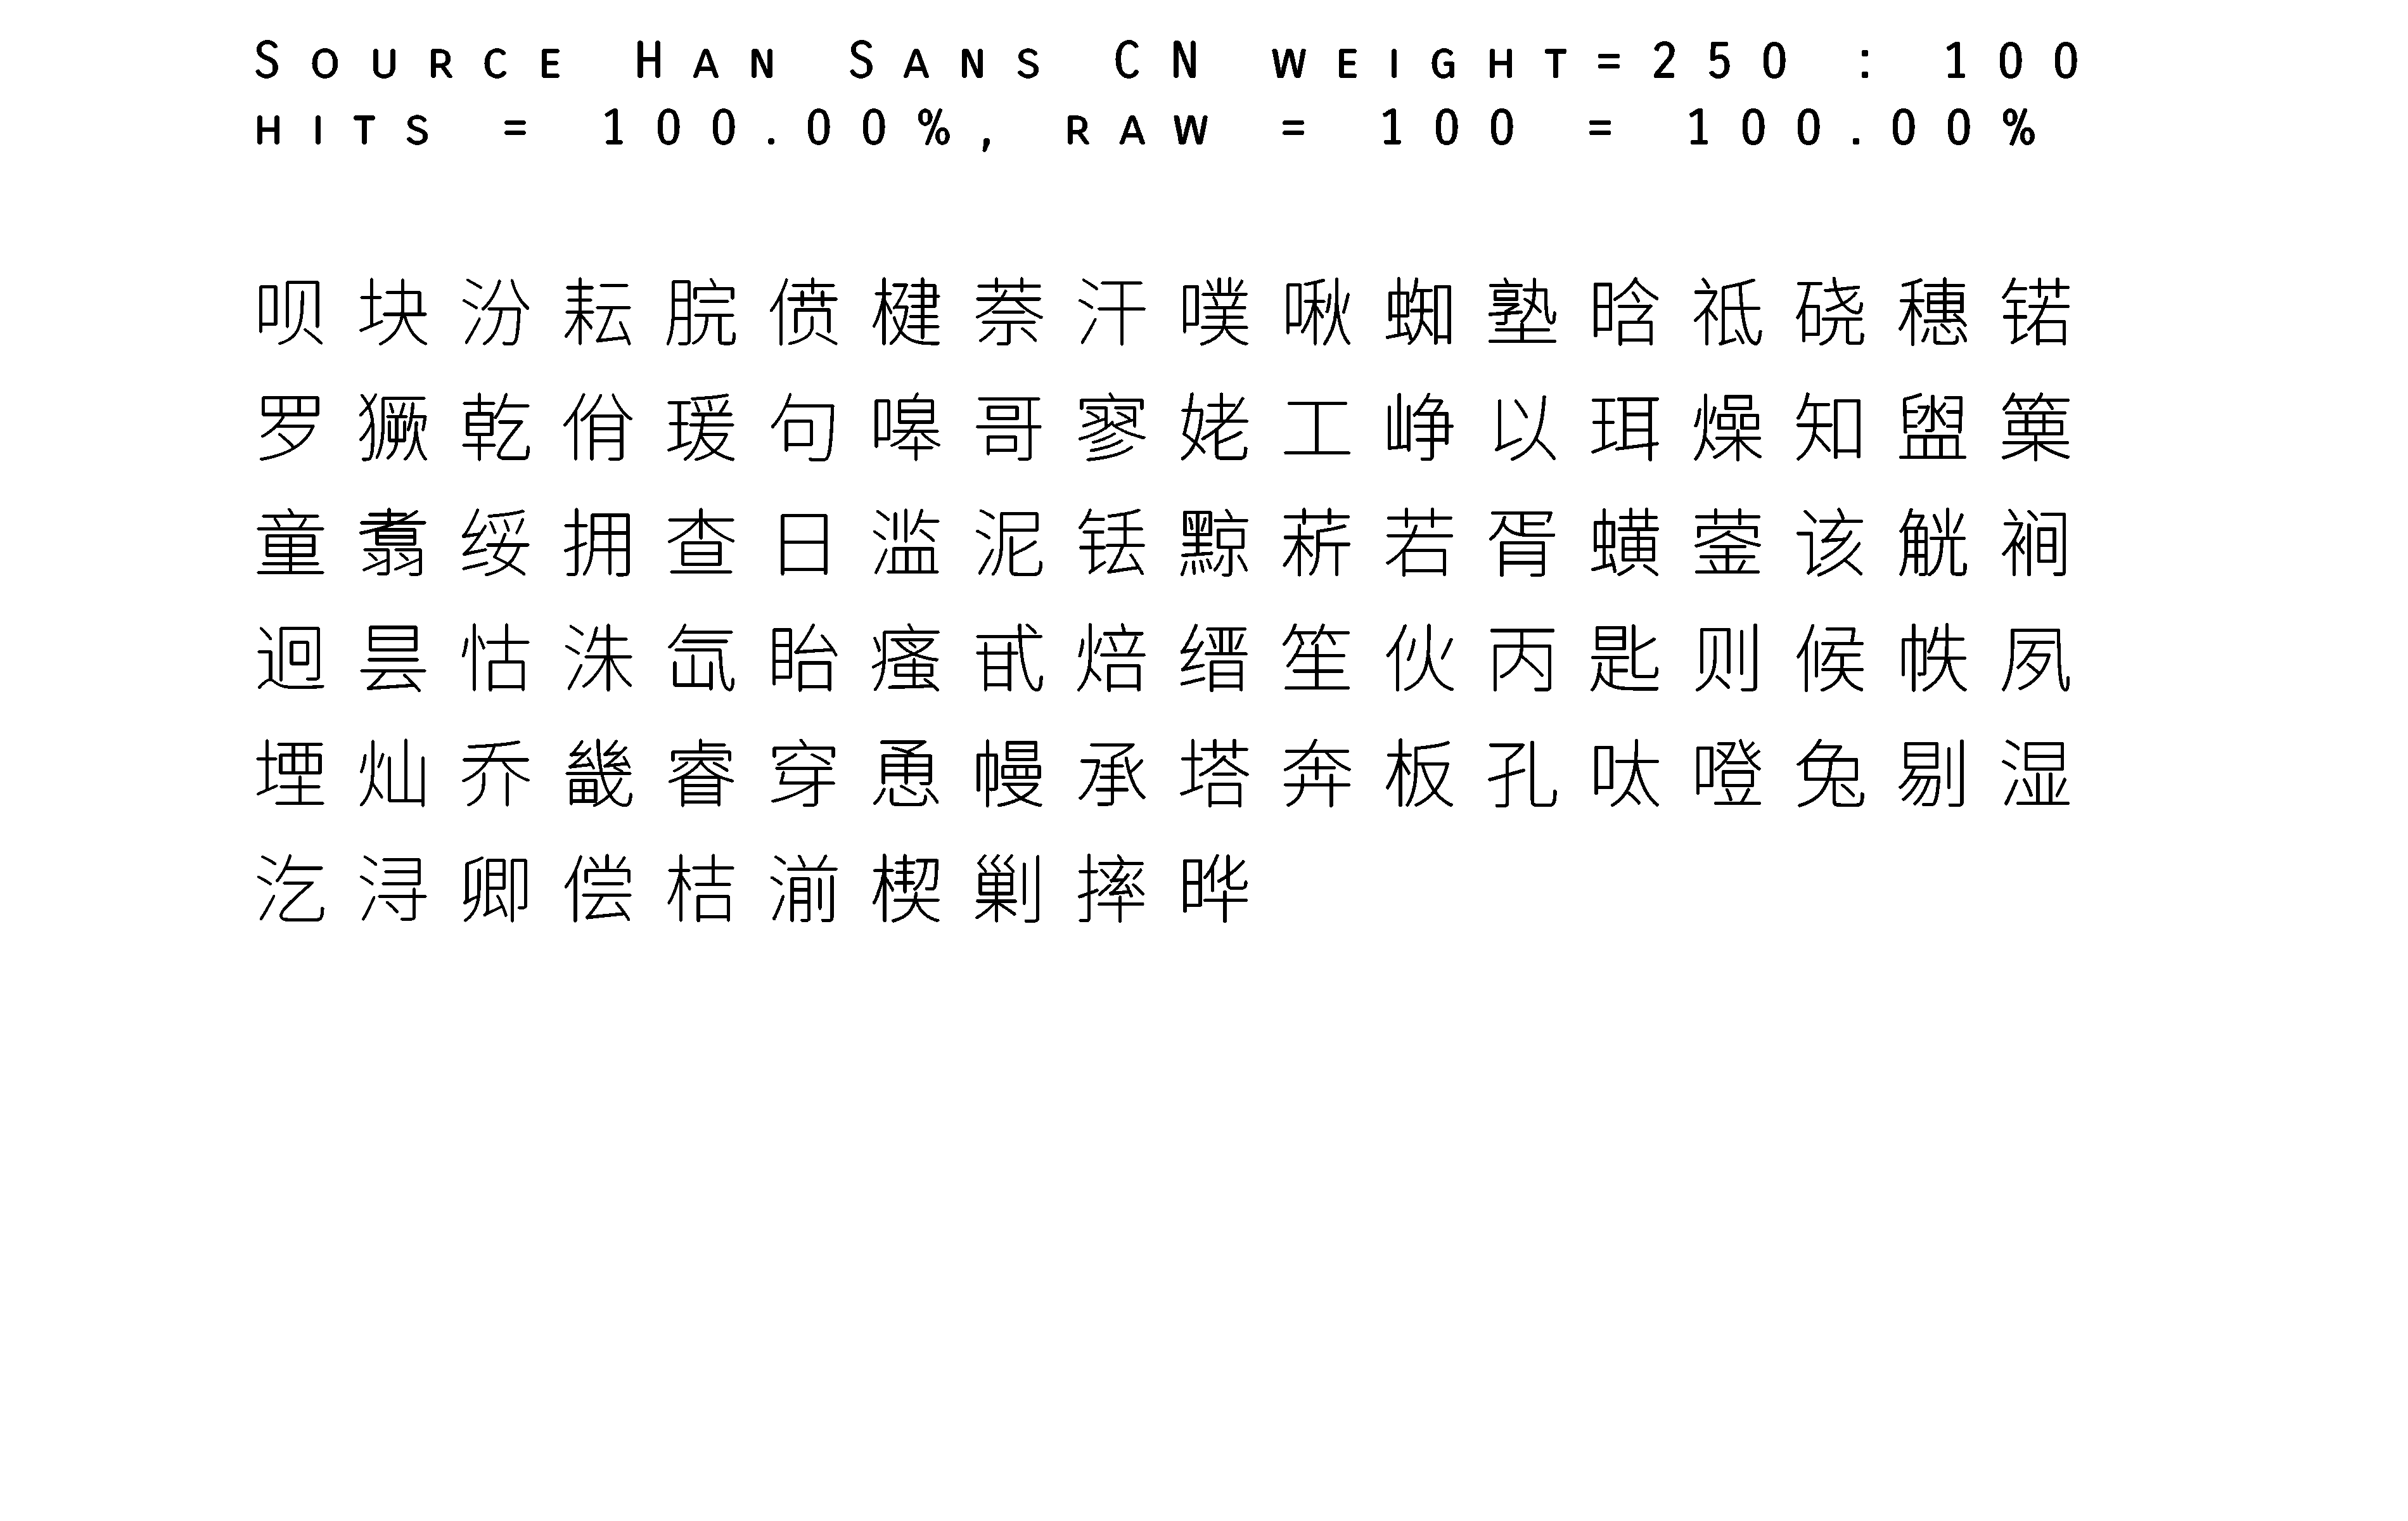 Source Han Sans CN weight=250 : 100
hits = 100.00%, raw = 100 = 100.00%
呗 块 汾 耘 脘 偾 楗 萘 汗 噗 啾 蜘 塾 晗 祗 硗 穗 锘
罗 獗 乾 佾 瑗 句 嗥 哥 寥 姥 工 峥 以 珥 燥 知 盥 篥
童 翥 绥 拥 查 日 滥 泥 铥 黥 菥 若 胥 蟥 蓥 该 觥 裥
迥 昙 怙 洙 氙 眙 瘙 甙 焙 缙 笙 伙 丙 匙 则 候 帙 夙
堙 灿 乔 畿 睿 穿 恿 幔 承 塔 奔 板 孔 呔 噔 兔 剔 湿
汔 浔 卿 偿 桔 湔 楔 剿 摔 晔